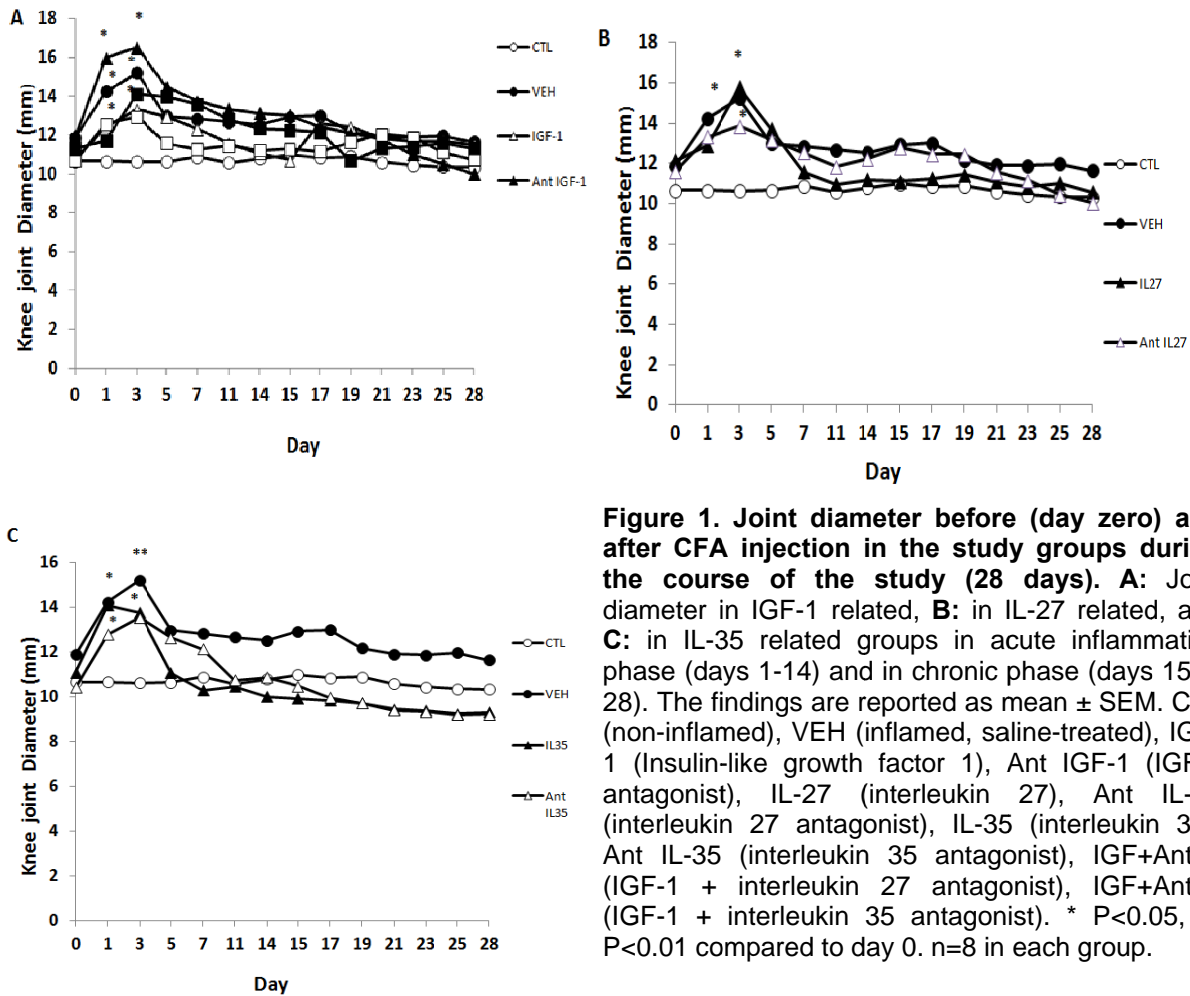 A
18
16
14
12
10
8
6
4
2
0
Knee joint Diameter (mm)
0 1 3 5 7 11 14 15 17 19 21 23 25 28
Day
* * * * * *
CTL
VEH
IGF-1
Ant IGF-1
B
18
16
14
12
10
8
6
4
2
0
Knee joint Diameter (mm)
0 1 3 5 7 11 14 15 17 19 21 23 25 28
Day
* * *
CTL
VEH
IL27
Ant IL27
C
16
14
12
10
8
6
4
2
0
Knee joint Diameter (mm)
0 1 3 5 7 11 14 15 17 19 21 23 25 28
Day
* ** * *
CTL
VEH
IL35
Ant
IL35
Figure 1. Joint diameter before (day zero) a
after CFA injection in the study groups duri
the course of the study (28 days). A: Jo
diameter in IGF-1 related, B: in IL-27 related, a
C: in IL-35 related groups in acute inflammati
phase (days 1-14) and in chronic phase (days 15
28). The findings are reported as mean ± SEM. C
(non-inflamed), VEH (inflamed, saline-treated), IG
1 (Insulin-like growth factor 1), Ant IGF-1 (IGF
antagonist), IL-27 (interleukin 27), Ant IL-
(interleukin 27 antagonist), IL-35 (interleukin 3
Ant IL-35 (interleukin 35 antagonist), IGF+Ant
(IGF-1 + interleukin 27 antagonist), IGF+Ant
(IGF-1 + interleukin 35 antagonist). * P<0.05,
P<0.01 compared to day 0. n=8 in each group.